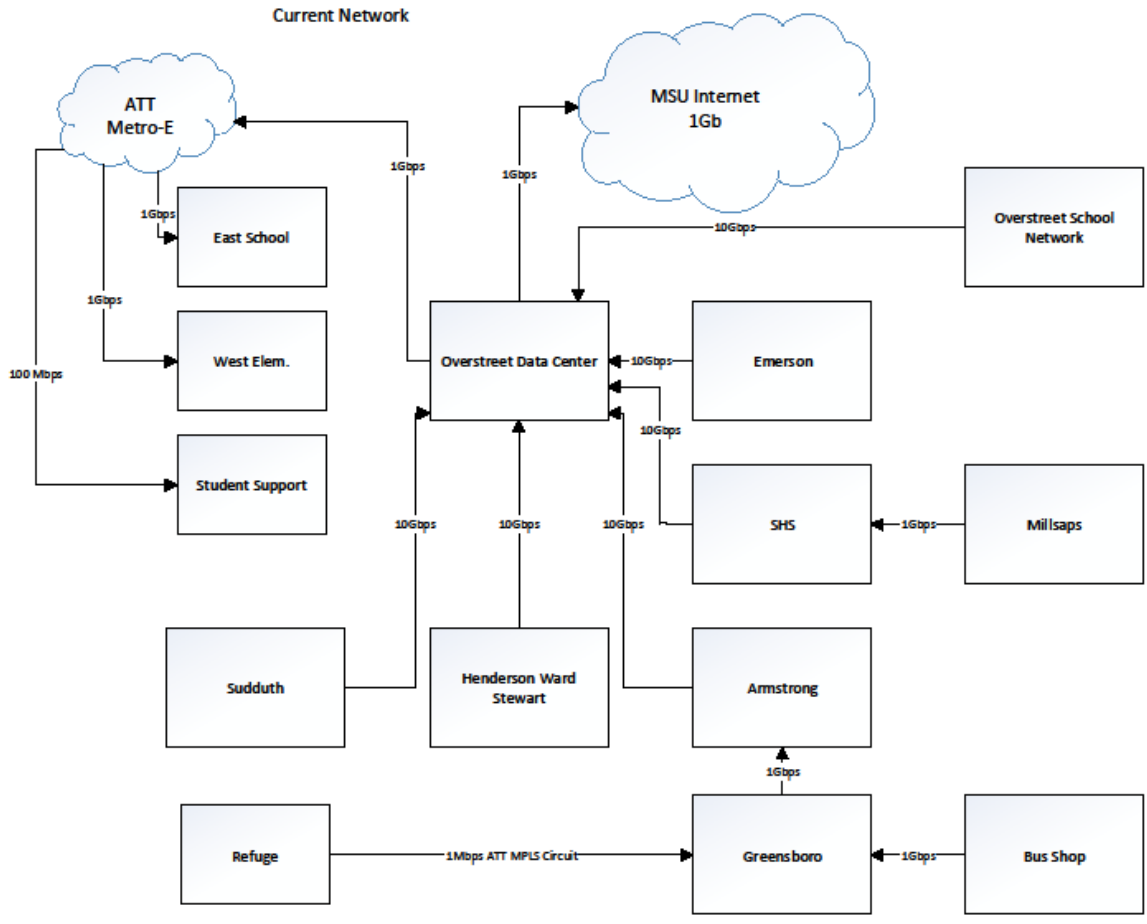 Current Network
ATT
Metro-E
MSU Internet
1Gb
1Gbps
1Gbps
1Gbps
East School
10Gbps
Overstreet School
Network
1Gbps
West Elem.
100 Mbps
Overstreet Data Center
10Gbps
Emerson
10Gbps
Student Support
10Gbps
10Gbps
10Gbps
SHS
1Gbps
Millsaps
Sudduth
Henderson Ward
Stewart
Armstrong
1Gbps
Refuge
1Mbps ATT MPLS Circuit
Greensboro
1Gbps
Bus Shop